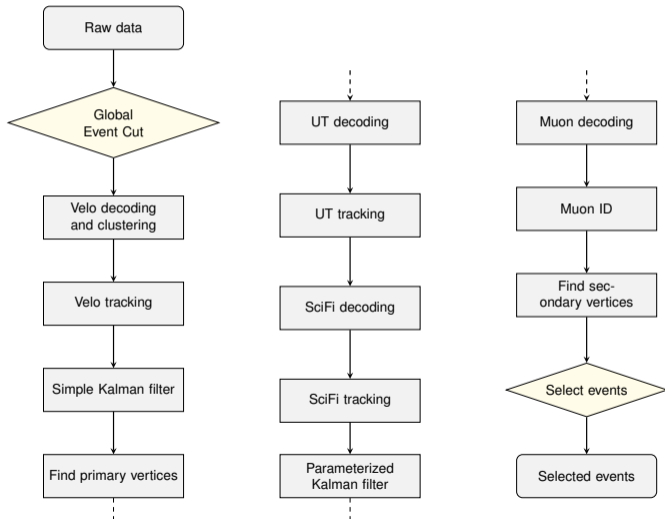 Raw data
Global
Event Cut
Velo decoding
and clustering
Velo tracking
Simple Kalman filter
Find primary vertices
UT decoding
UT tracking
SciFi decoding
SciFi tracking
Parameterized
Kalman filter
Muon decoding
Muon ID
Find sec-
ondary vertices
Select events
Selected events